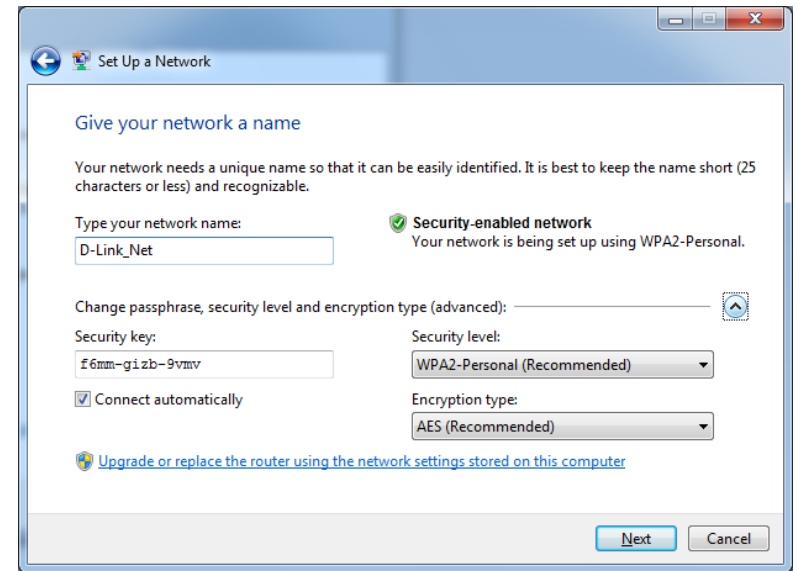 Set Up a Network
Give your network a name
Your network needs a unique name so that it can be easily identified. It is best to keep the name short (25
characters or less) and recognizable.
Type your network name:
D-Link_Net
Security-enabled network
Your network is being set up using WPA2-Personal.
Change passphrase, security level and encryption type (advanced):
Security key:
f6mm-gizb-9vmv
Security level:
WPA2-Personal (Recommended)
Connect automatically
Encryption type:
AES (Recommended)
Upgrade or replace the router using the network settings stored on this computer
Next
Cancel